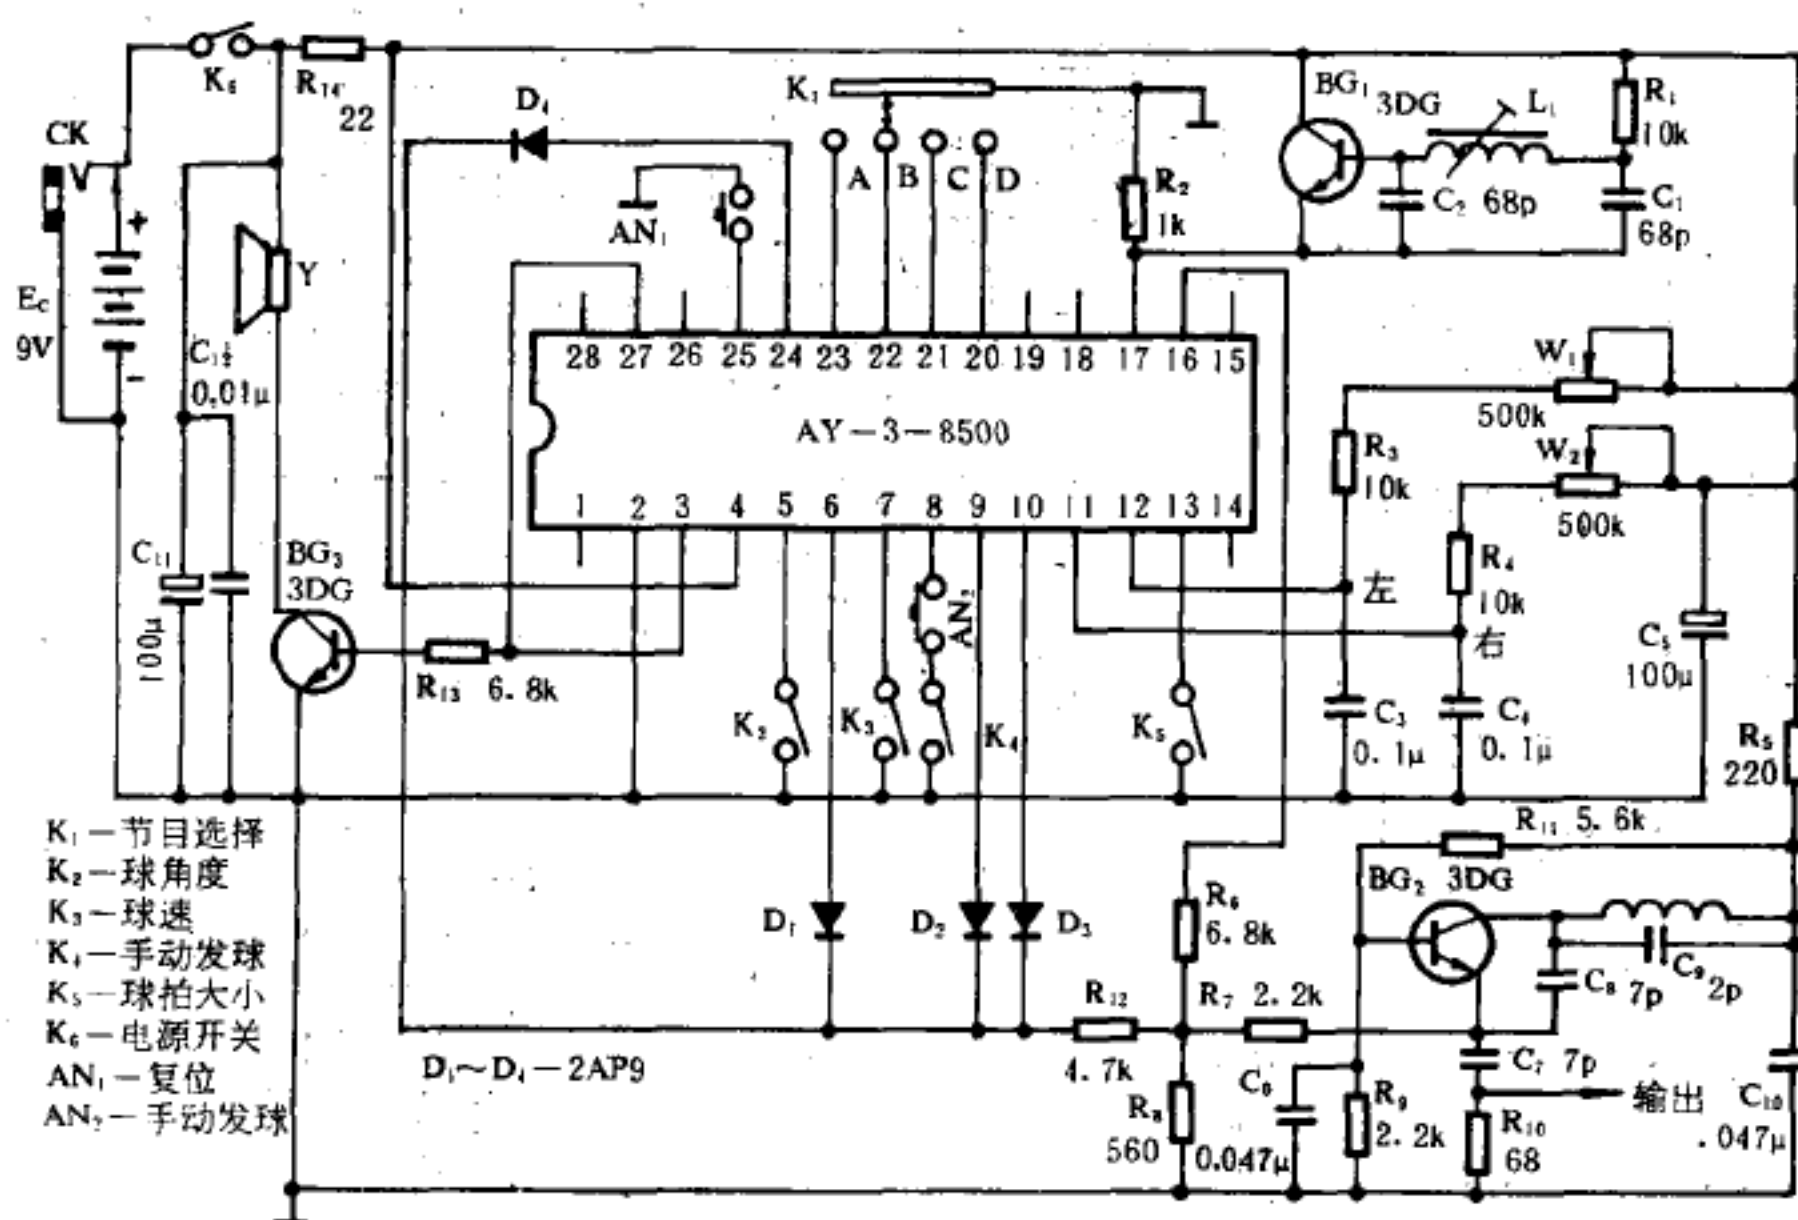 K₆
R₁₄
22
CK
D₄
K₁
BG₁ 3DG
L₁
R₁
10k
A B C D
AN₁
R₂
1k
C₂ 68p
C₁
68p
Y
E_C
9V
+
-
C₁₂
0.01μ
28 27 26 25 24 23 22 21 20 19 18 17 16 15
AY-3-8500
1 2 3 4 5 6 7 8 9 10 11 12 13 14
W₁
500k
W₂
500k
R₃
10k
R₄
10k
左
右
C₁₁
100μ
BG₃
3DG
R₁₃ 6.8k
AN₂
K₂
K₃
K₄
K₅
C₃
0.1μ
C₄
0.1μ
C₅
100μ
R₅
220
K₁—节目选择
K₂—球角度
K₃—球速
K₄—手动发球
K₅—球拍大小
K₆—电源开关
AN₁—复位
AN₂—手动发球
D₁
D₂
D₃
D₁~D₄—2AP9
R₆
6.8k
R₁₁ 5.6k
BG₂ 3DG
R₁₂
4.7k
R₇ 2.2k
C₈ 7p
C₉ 2p
R₈
560
0.047μ
R₉
2.2k
C₇ 7p
输出
R₁₀
68
C₁₀
.047μ